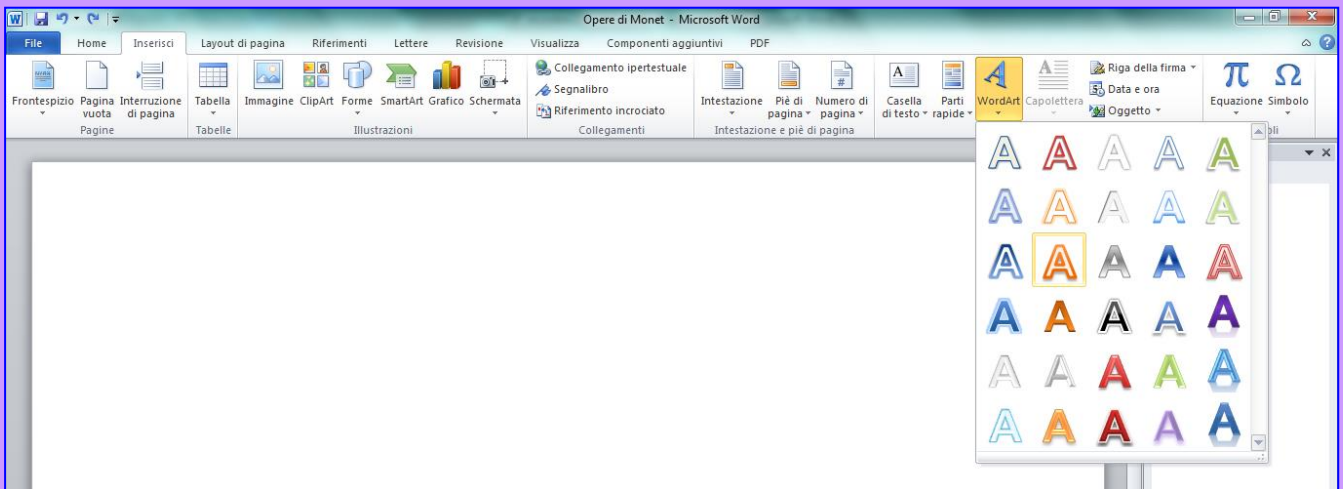 W
Opere di Monet - Microsoft Word
File Home Inserisci Layout di pagina Riferimenti Lettere Revisione Visualizza Componenti aggiuntivi PDF
Frontespizio
Pagina vuota
Interruzione di pagina
Pagine
Tabella
Tabelle
Immagine ClipArt Forme SmartArt Grafico Schermata
Illustrazioni
Collegamento ipertestuale
Segnalibro
Riferimento incrociato
Collegamenti
Intestazione
Piè di pagina
Numero di pagina
Intestazione e piè di pagina
A
Casella di testo
Parti rapide
A
WordArt
A
Capolettera
Riga della firma
Data e ora
Oggetto
π
Equazione
Ω
Simbolo
oli
A A A A A
A A A A A
A A A A A
A A A A A
A A A A A
A A A A A